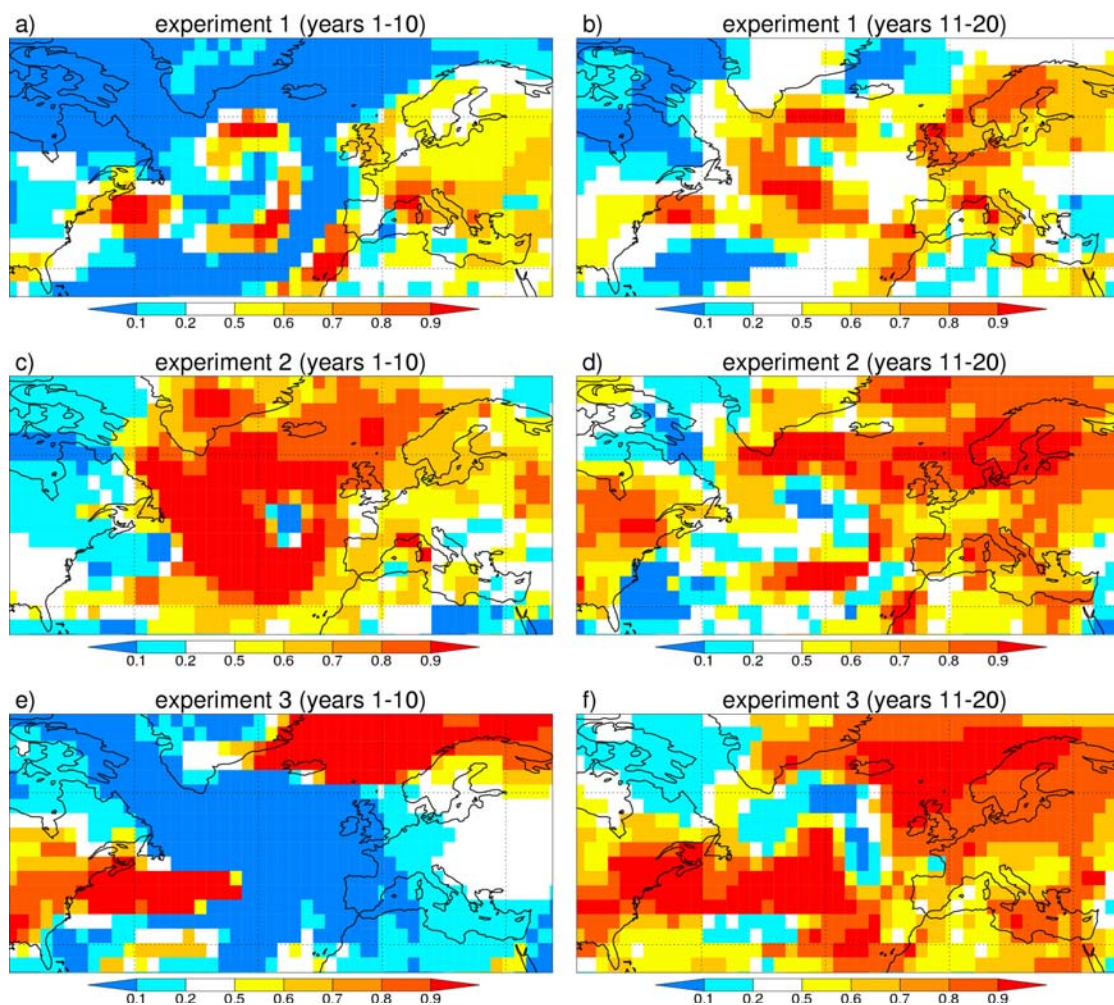 a) experiment 1 (years 1-10)
b) experiment 1 (years 11-20)
0.1 0.2 0.5 0.6 0.7 0.8 0.9
0.1 0.2 0.5 0.6 0.7 0.8 0.9
c) experiment 2 (years 1-10)
d) experiment 2 (years 11-20)
0.1 0.2 0.5 0.6 0.7 0.8 0.9
0.1 0.2 0.5 0.6 0.7 0.8 0.9
e) experiment 3 (years 1-10)
f) experiment 3 (years 11-20)
0.1 0.2 0.5 0.6 0.7 0.8 0.9
0.1 0.2 0.5 0.6 0.7 0.8 0.9